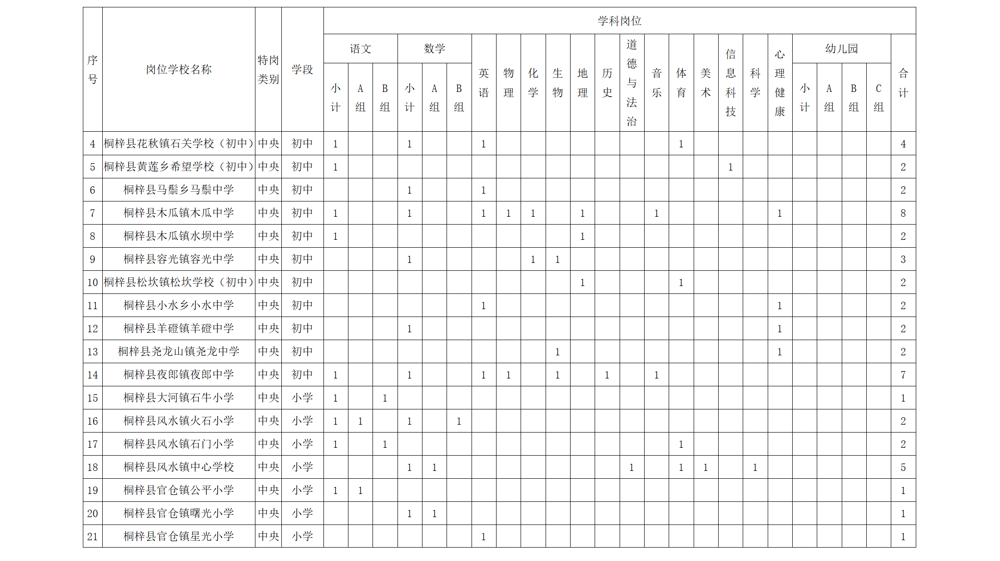 学科岗位
序号 岗位学校名称 特岗类别 学段 语文 数学 英语 物理 化学 生物 地理 历史 道德与法治 音乐 体育 美术 信息科技 科学 心理健康 幼儿园 合计
小计 A组 B组 小计 A组 B组 小计 A组 B组 C组
4 桐梓县花秋镇石关学校（初中） 中央 初中 1 1 1 1 4
5 桐梓县黄莲乡希望学校（初中） 中央 初中 1 1 2
6 桐梓县马鬃乡马鬃中学 中央 初中 1 1 2
7 桐梓县木瓜镇木瓜中学 中央 初中 1 1 1 1 1 1 1 1 8
8 桐梓县木瓜镇水坝中学 中央 初中 1 1 2
9 桐梓县容光镇容光中学 中央 初中 1 1 1 3
10 桐梓县松坎镇松坎学校（初中） 中央 初中 1 1 2
11 桐梓县小水乡小水中学 中央 初中 1 1 2
12 桐梓县羊磴镇羊磴中学 中央 初中 1 1 2
13 桐梓县尧龙山镇尧龙中学 中央 初中 1 1 2
14 桐梓县夜郎镇夜郎中学 中央 初中 1 1 1 1 1 1 1 7
15 桐梓县大河镇石牛小学 中央 小学 1 1 1
16 桐梓县风水镇火石小学 中央 小学 1 1 1 1 2
17 桐梓县风水镇石门小学 中央 小学 1 1 1 2
18 桐梓县风水镇中心学校 中央 小学 1 1 1 1 1 1 5
19 桐梓县官仓镇公平小学 中央 小学 1 1 1
20 桐梓县官仓镇曙光小学 中央 小学 1 1 1
21 桐梓县官仓镇星光小学 中央 小学 1 1